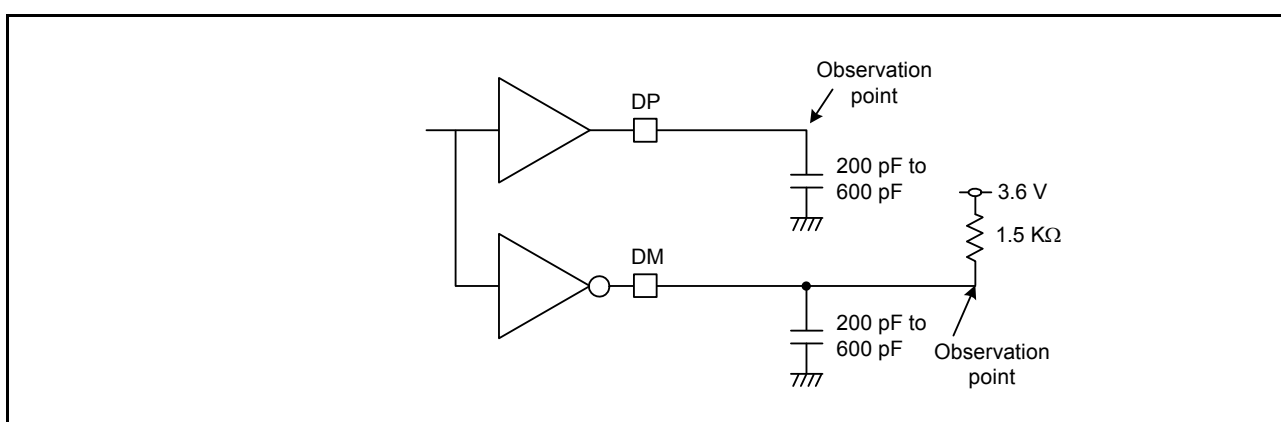 Observation
point
DP
200 pF to
600 pF
3.6 V
1.5 KΩ
DM
200 pF to
600 pF
Observation
point